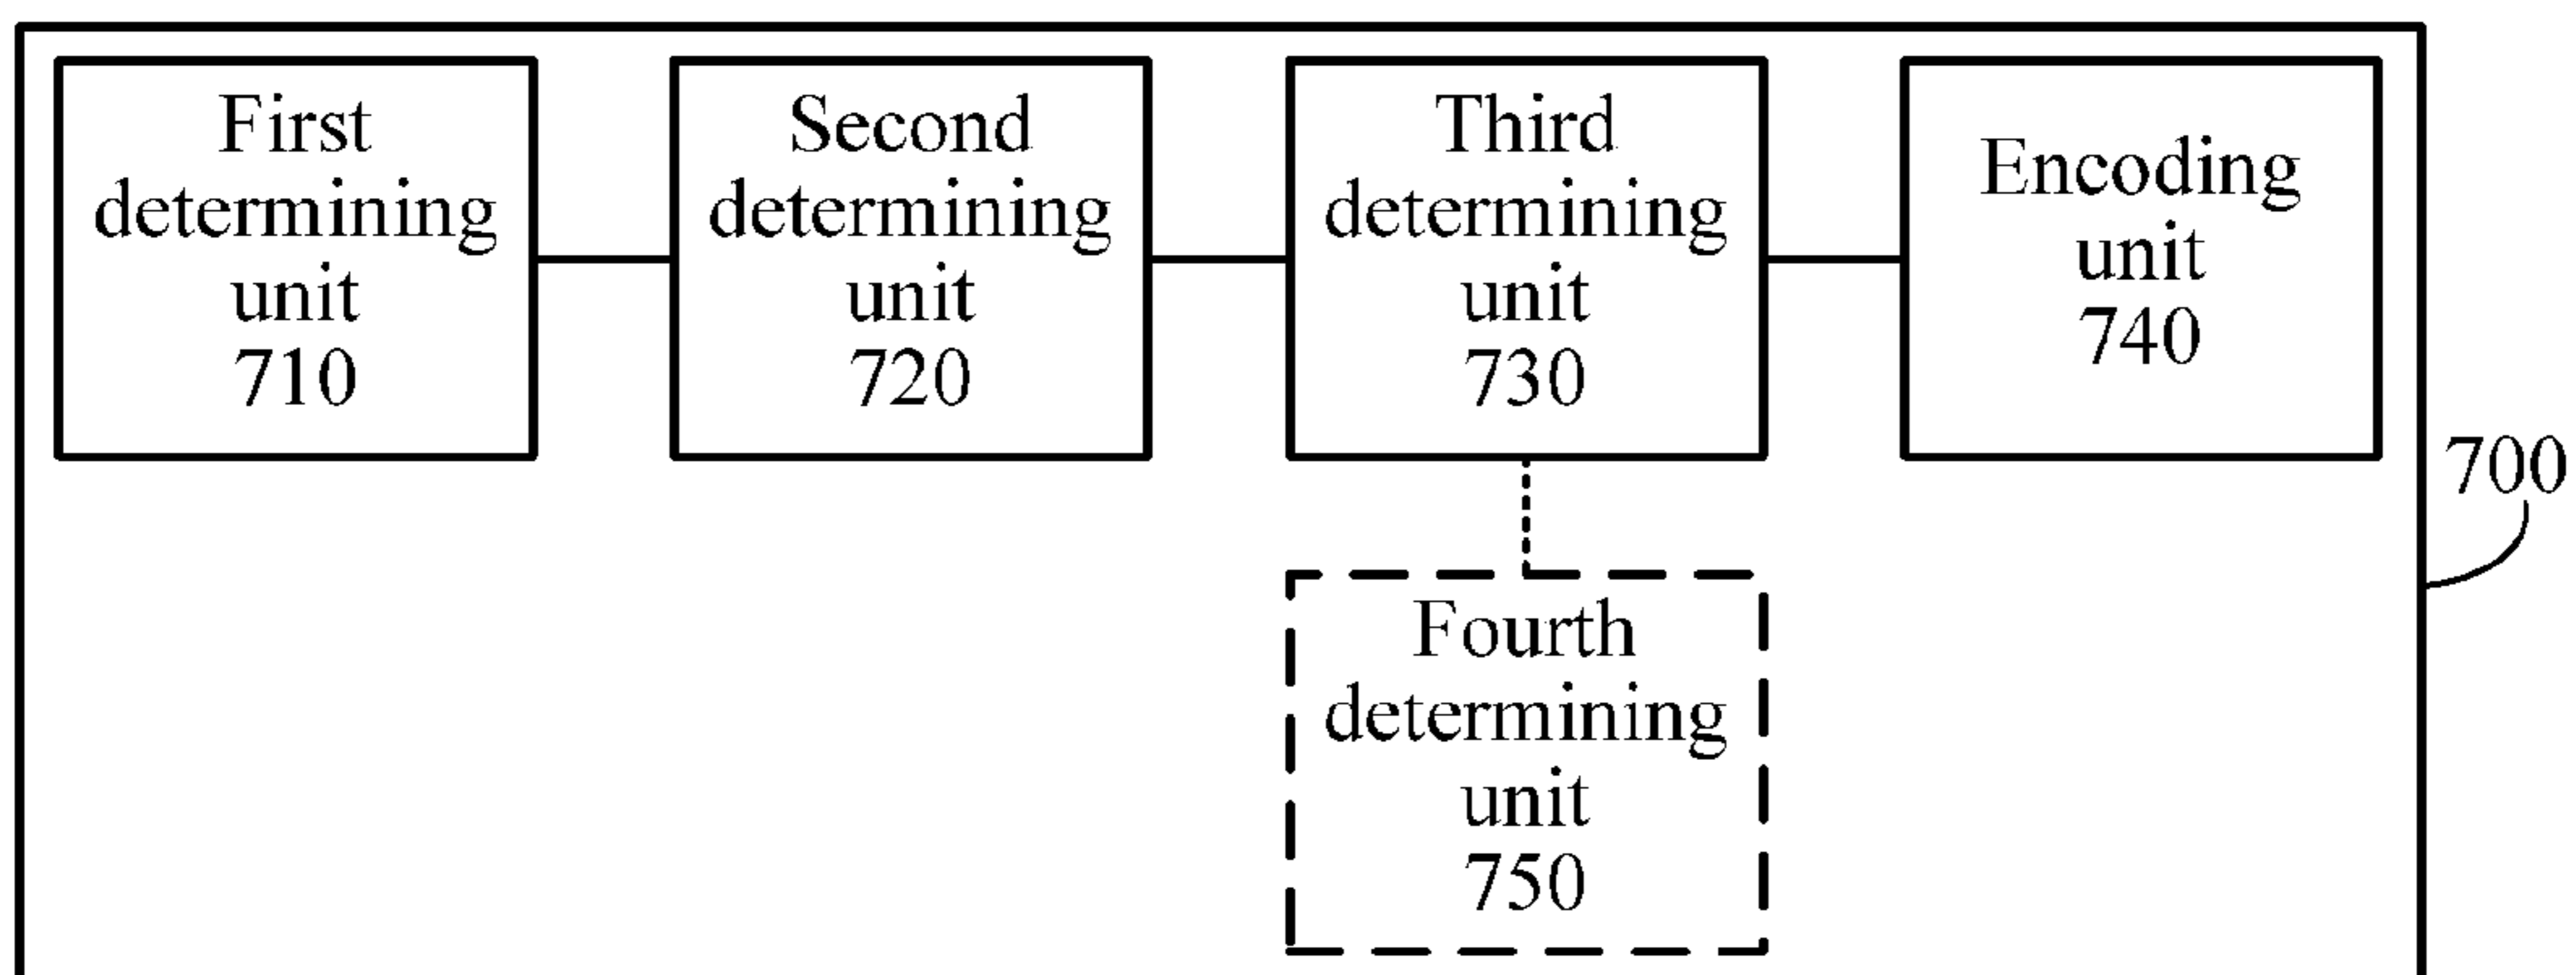 First
determining
unit
710
Second
determining
unit
720
Third
determining
unit
730
Encoding
unit
740
700
Fourth
determining
unit
750